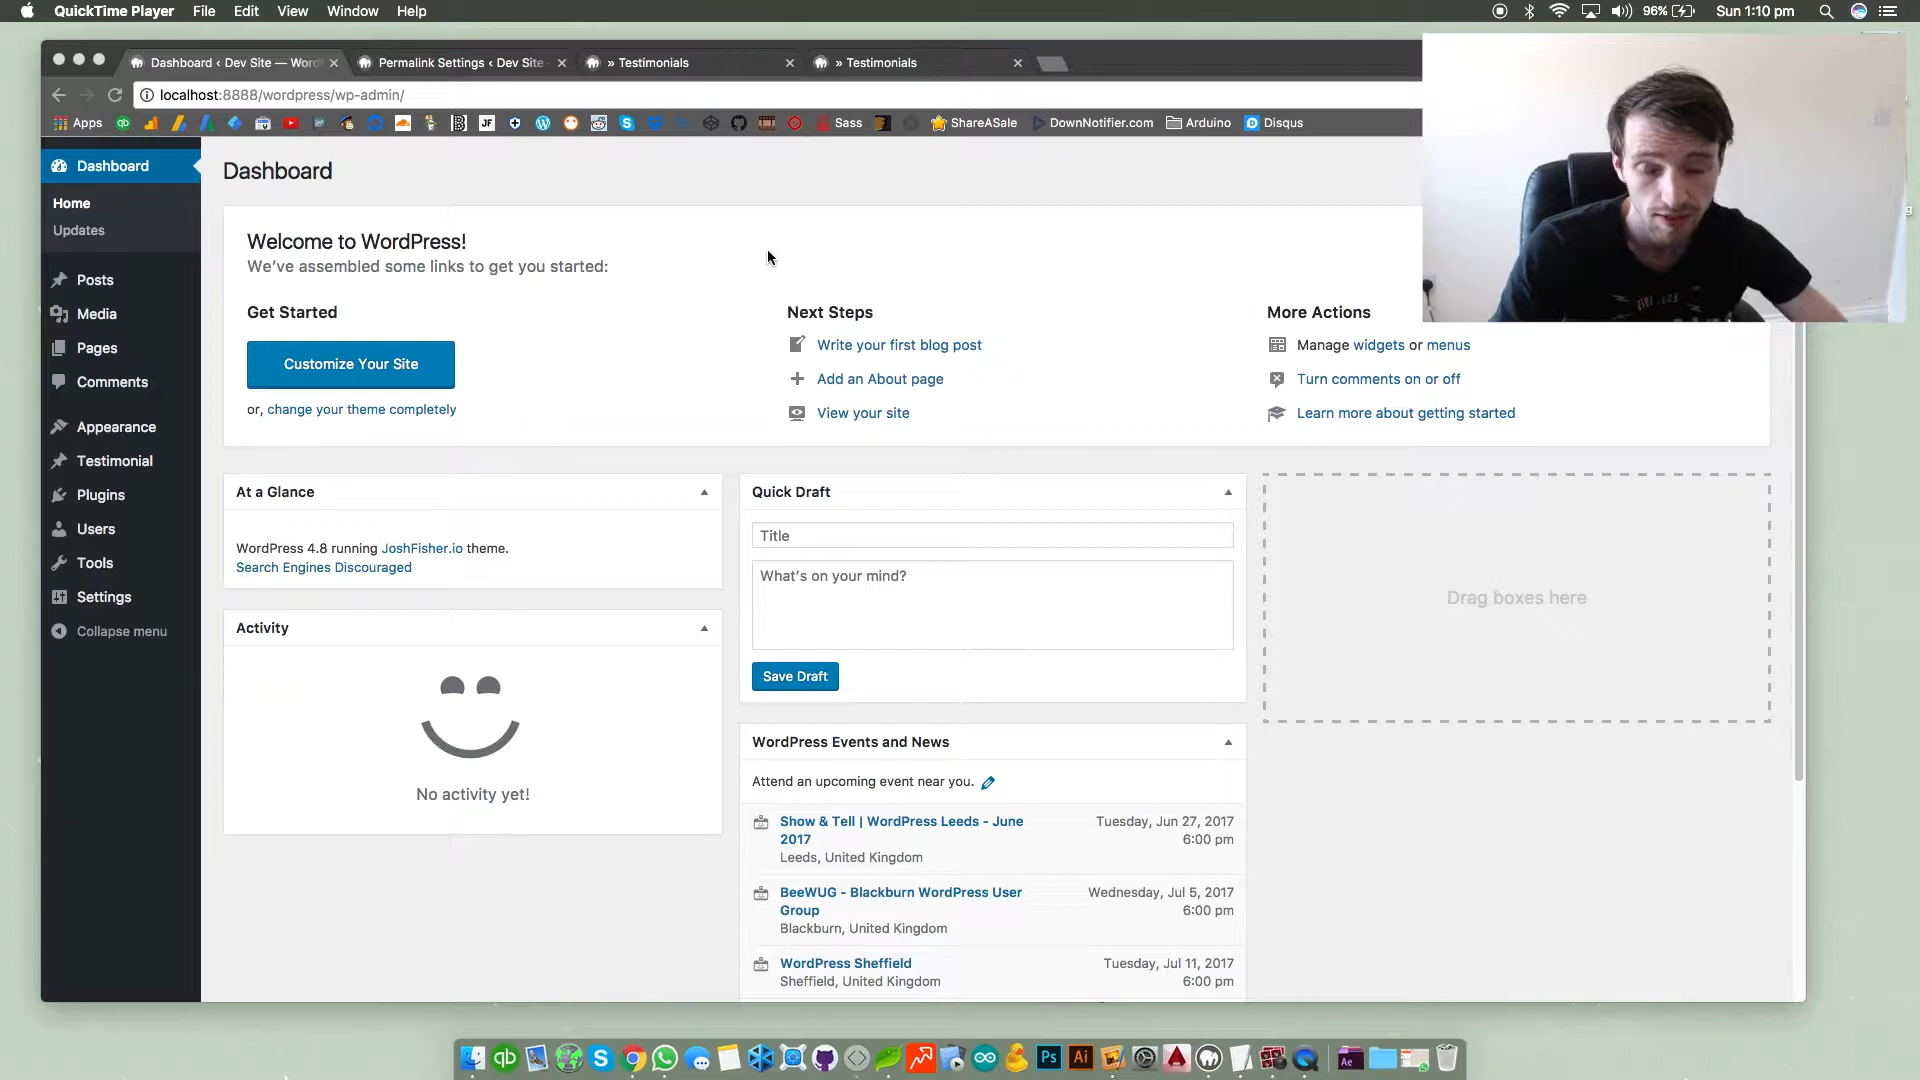 QuickTime Player File Edit View Window Help
96% Sun 1:10 pm
Dashboard ‹ Dev Site — Word
Permalink Settings ‹ Dev Site
» Testimonials
» Testimonials
localhost:8888/wordpress/wp-admin/
Apps
JF
Sass
ShareASale
DownNotifier.com
Arduino
Disqus
Dashboard
Home
Updates
Posts
Media
Pages
Comments
Appearance
Testimonial
Plugins
Users
Tools
Settings
Collapse menu
Dashboard
Welcome to WordPress!
We've assembled some links to get you started:
Get Started
Customize Your Site
or, change your theme completely
Next Steps
Write your first blog post
Add an About page
View your site
More Actions
Manage widgets or menus
Turn comments on or off
Learn more about getting started
At a Glance
WordPress 4.8 running JoshFisher.io theme.
Search Engines Discouraged
Activity
No activity yet!
Quick Draft
Title
What's on your mind?
Save Draft
Drag boxes here
WordPress Events and News
Attend an upcoming event near you.
Show & Tell | WordPress Leeds - June
2017
Leeds, United Kingdom
Tuesday, Jun 27, 2017
6:00 pm
BeeWUG - Blackburn WordPress User
Group
Blackburn, United Kingdom
Wednesday, Jul 5, 2017
6:00 pm
WordPress Sheffield
Sheffield, United Kingdom
Tuesday, Jul 11, 2017
6:00 pm
qb
Ps
Ai
Ae